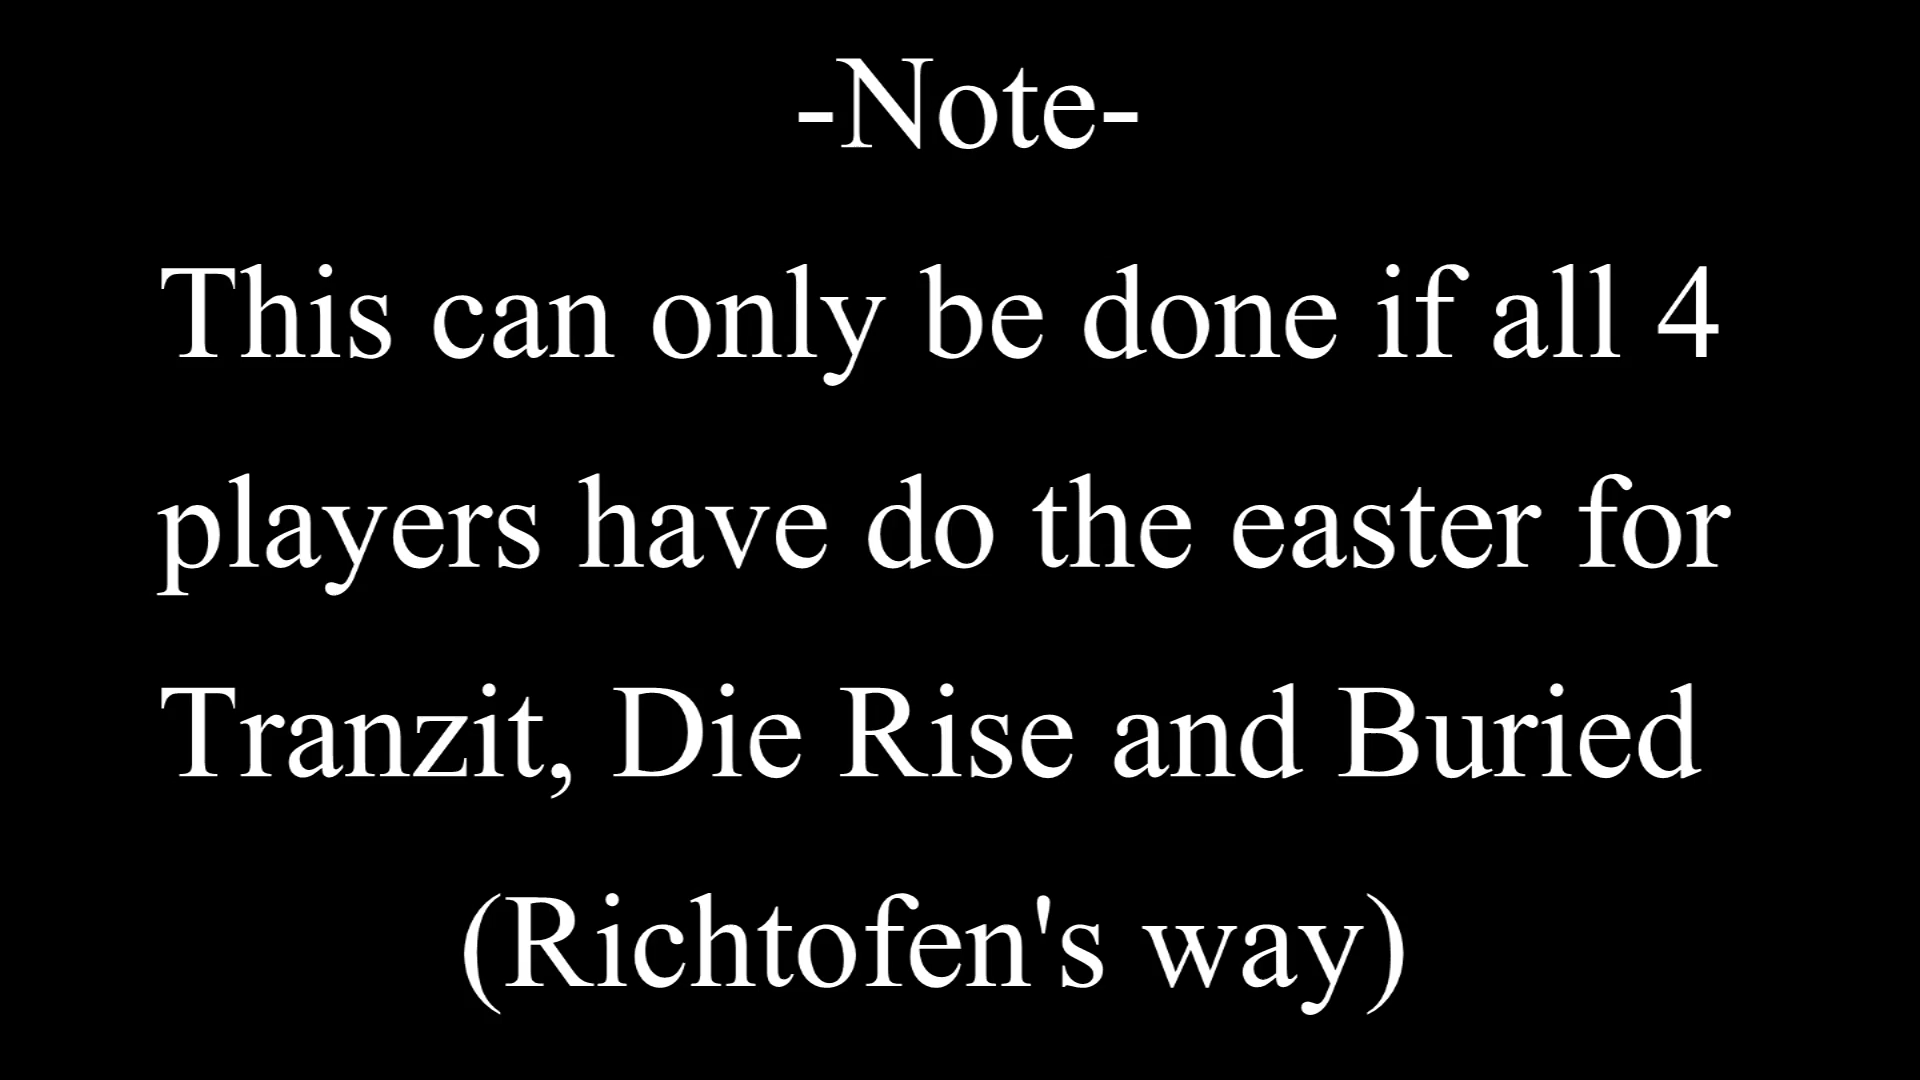 -Note-
This can only be done if all 4
players have do the easter for
Tranzit, Die Rise and Buried
(Richtofen's way)